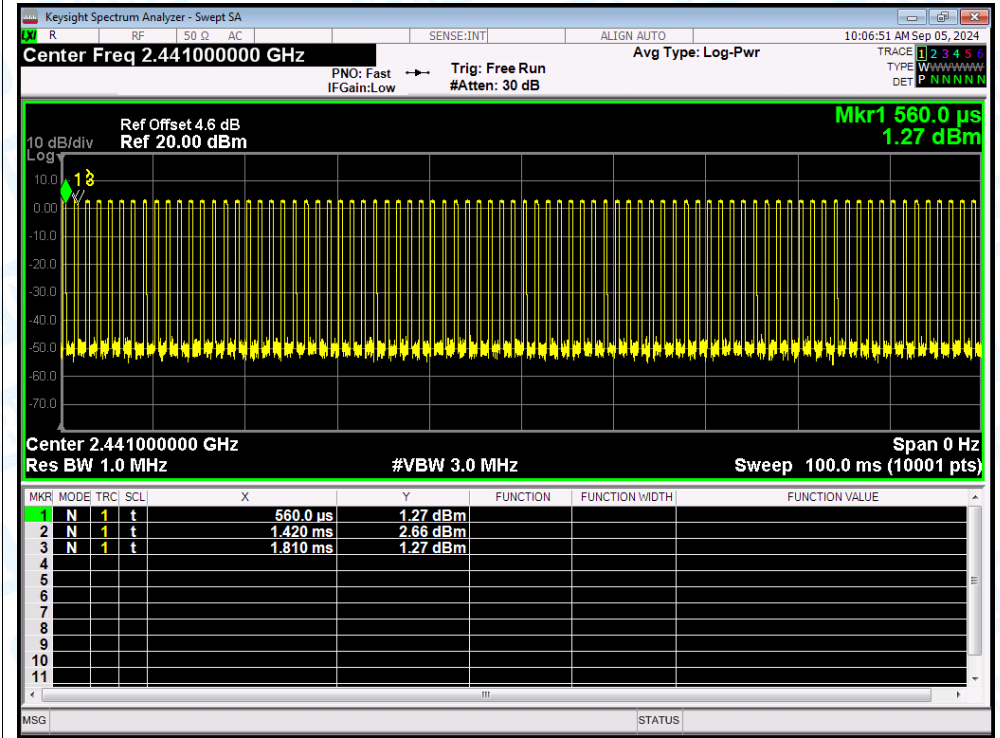 Keysight Spectrum Analyzer - Swept SA
LXI R RF 50 Ω AC SENSE:INT ALIGN AUTO 10:06:51 AM Sep 05, 2024
Center Freq 2.441000000 GHz Avg Type: Log-Pwr TRACE 1 2 3 4 5 6
PNO: Fast Trig: Free Run TYPE WWWWWW
IFGain:Low #Atten: 30 dB DET P N N N N N
Mkr1 560.0 µs
Ref Offset 4.6 dB
10 dB/div Ref 20.00 dBm 1.27 dBm
Log
10.0
1 3
0.00
-10.0
-20.0
-30.0
-40.0
-50.0
-60.0
-70.0
Center 2.441000000 GHz Span 0 Hz
Res BW 1.0 MHz #VBW 3.0 MHz Sweep 100.0 ms (10001 pts)
MKR MODE TRC SCL X Y FUNCTION FUNCTION WIDTH FUNCTION VALUE
1 N 1 t 560.0 µs 1.27 dBm
2 N 1 t 1.420 ms 2.66 dBm
3 N 1 t 1.810 ms 1.27 dBm
4
5
6
7
8
9
10
11
MSG STATUS